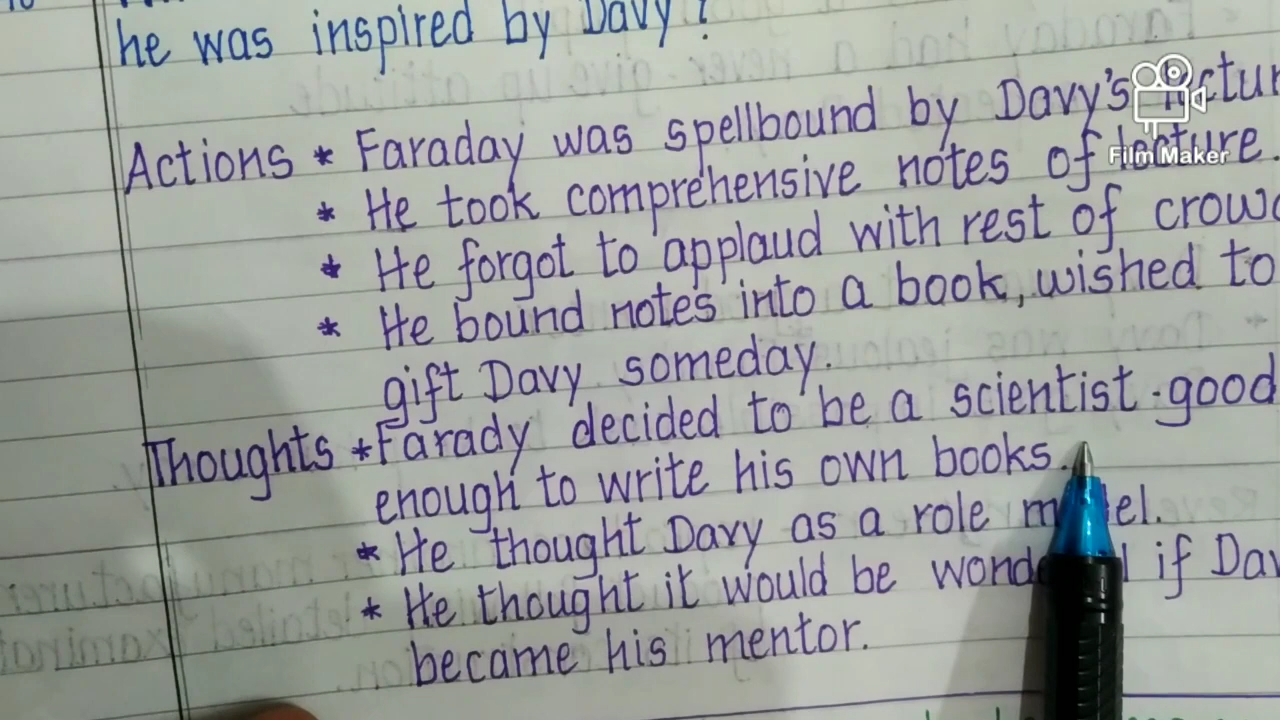 he was inspired by Davy?
Actions * Faraday was spellbound by Davy's
* He took comprehensive notes of lecture.
* He forgot to applaud with rest of
* He bound notes into a book, wished to
gift Davy someday.
Thoughts * Farady decided to be a scientist. good
enough to write his own books.
* He thought Davy as a role
* He thought it would be if
became his mentor.
Film Maker